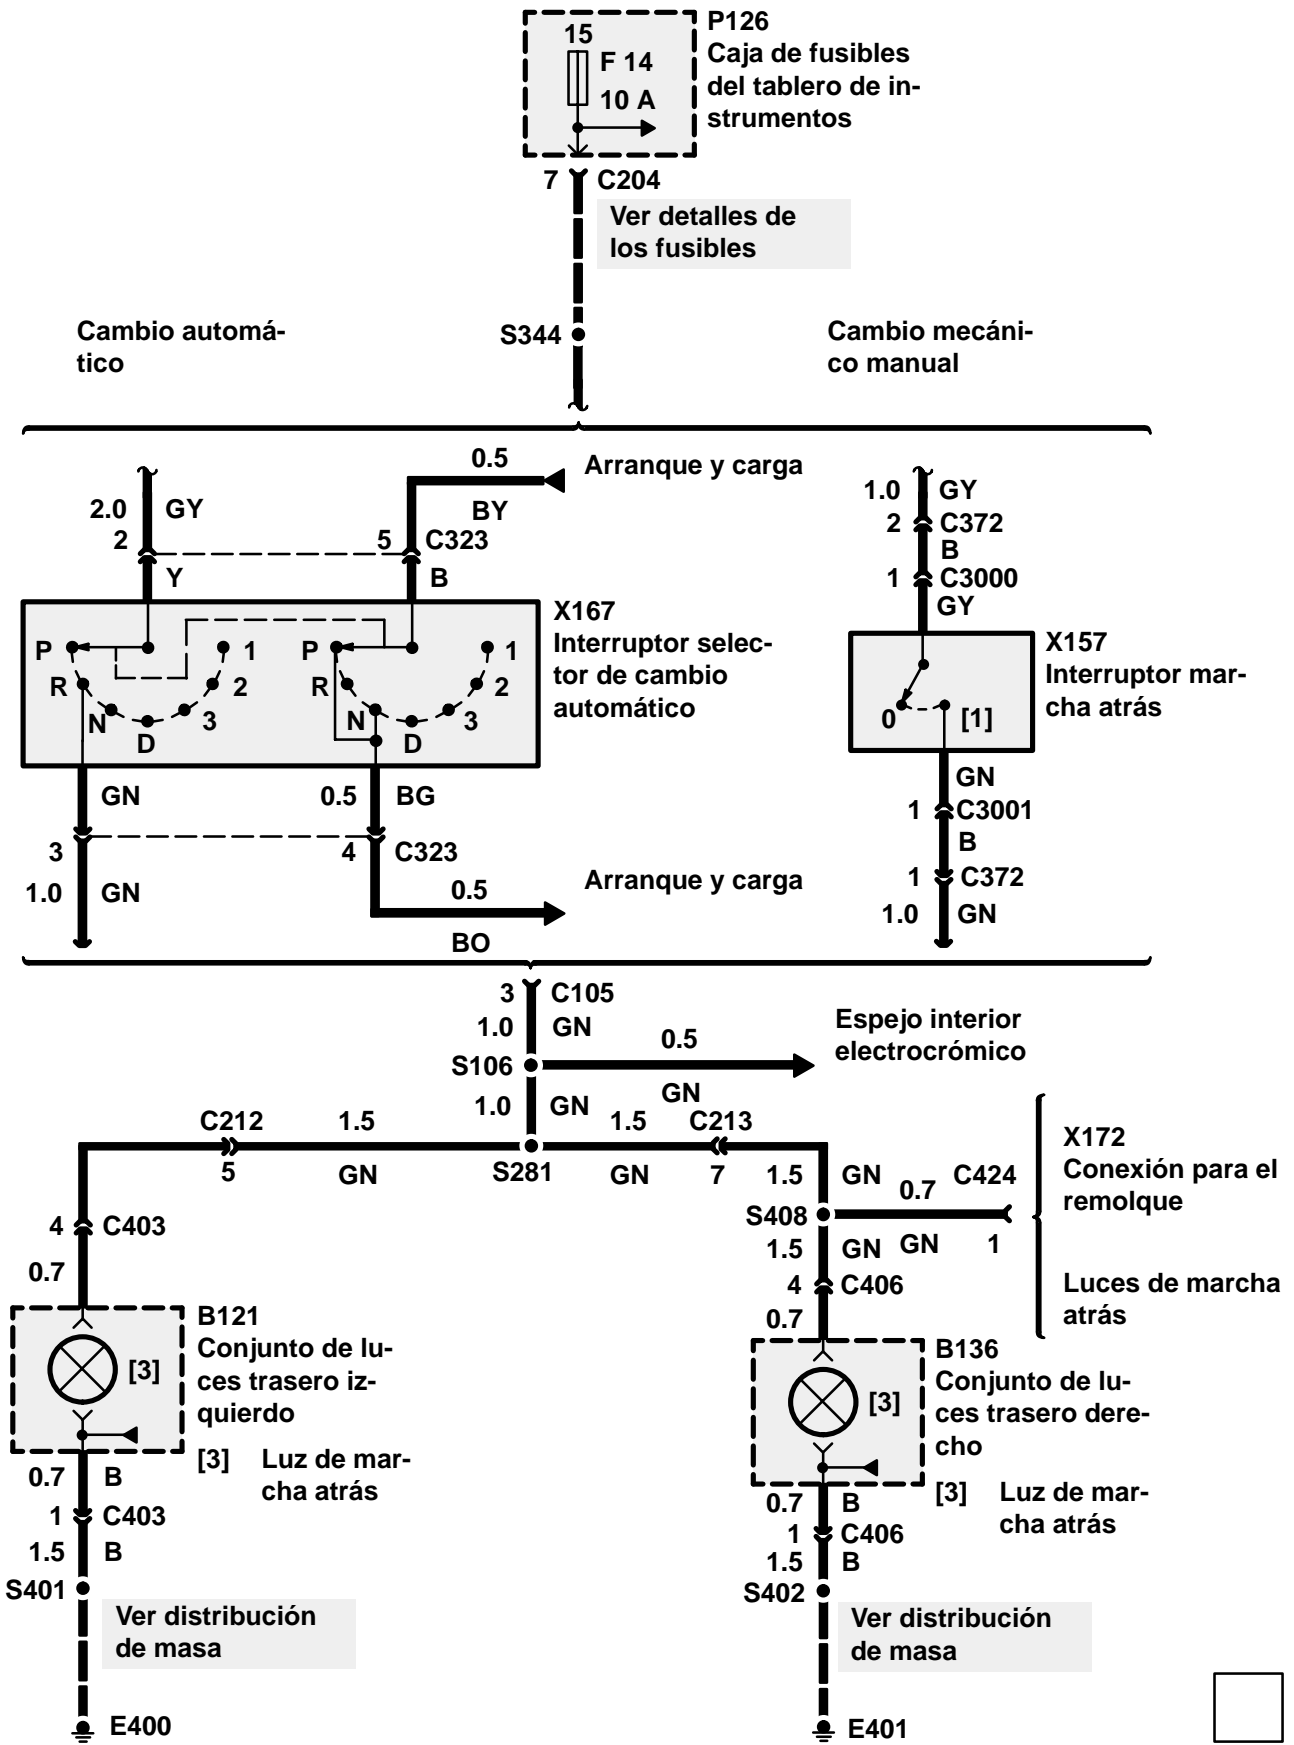 P126
15
Caja de fusibles
F 14
del tablero de in-
10 A
strumentos
7
C204
Ver detalles de
los fusibles
Cambio automá-
tico
S344
Cambio mecáni-
co manual
0.5
Arranque y carga
2.0
GY
BY
1.0
GY
2
5
C323
2
C372
B
Y
B
1
C3000
GY
X167
Interruptor selec-
tor de cambio
automático
P
1
P
1
R
2
R
2
N
3
N
3
D
D
X157
Interruptor mar-
cha atrás
0
[1]
GN
0.5
BG
GN
1
C3001
3
4
C323
B
1.0
GN
0.5
Arranque y carga
1
C372
BO
1.0
GN
3
C105
1.0
GN
0.5
Espejo interior
electrocrómico
S106
GN
1.0
GN
C212
1.5
1.5
C213
5
GN
S281
GN
7
1.5
GN
0.7
C424
X172
Conexión para el
remolque
4
C403
S408
1.5
GN
GN
1
0.7
4
C406
Luces de marcha
atrás
0.7
B121
Conjunto de lu-
ces trasero iz-
quierdo
[3]
[3]
Luz de mar-
cha atrás
B136
Conjunto de lu-
ces trasero dere-
cho
[3]
[3]
Luz de mar-
cha atrás
0.7
B
1
C403
1.5
B
S401
0.7
B
1
C406
1.5
B
S402
Ver distribución
de masa
Ver distribución
de masa
E400
E401